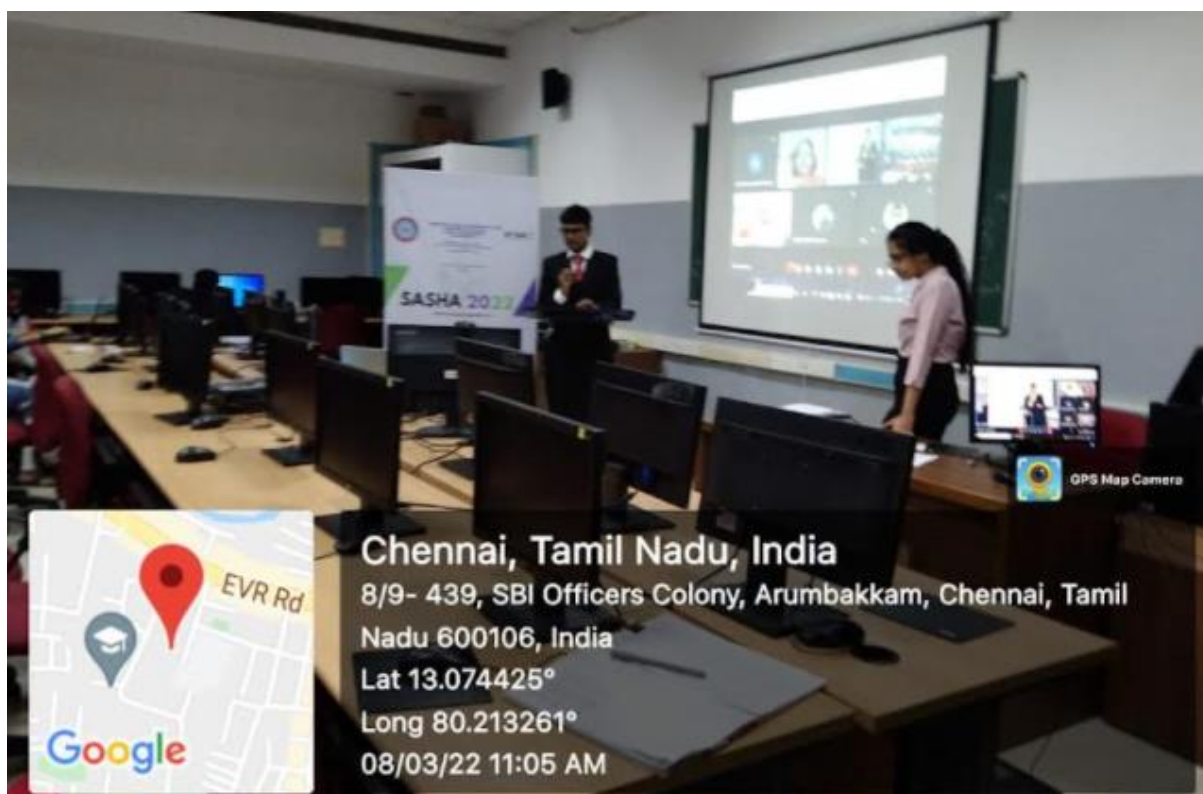 SASHA 2022
GPS Map Camera
EVR Rd
Google
Chennai, Tamil Nadu, India
8/9- 439, SBI Officers Colony, Arumbakkam, Chennai, Tamil
Nadu 600106, India
Lat 13.074425°
Long 80.213261°
08/03/22 11:05 AM